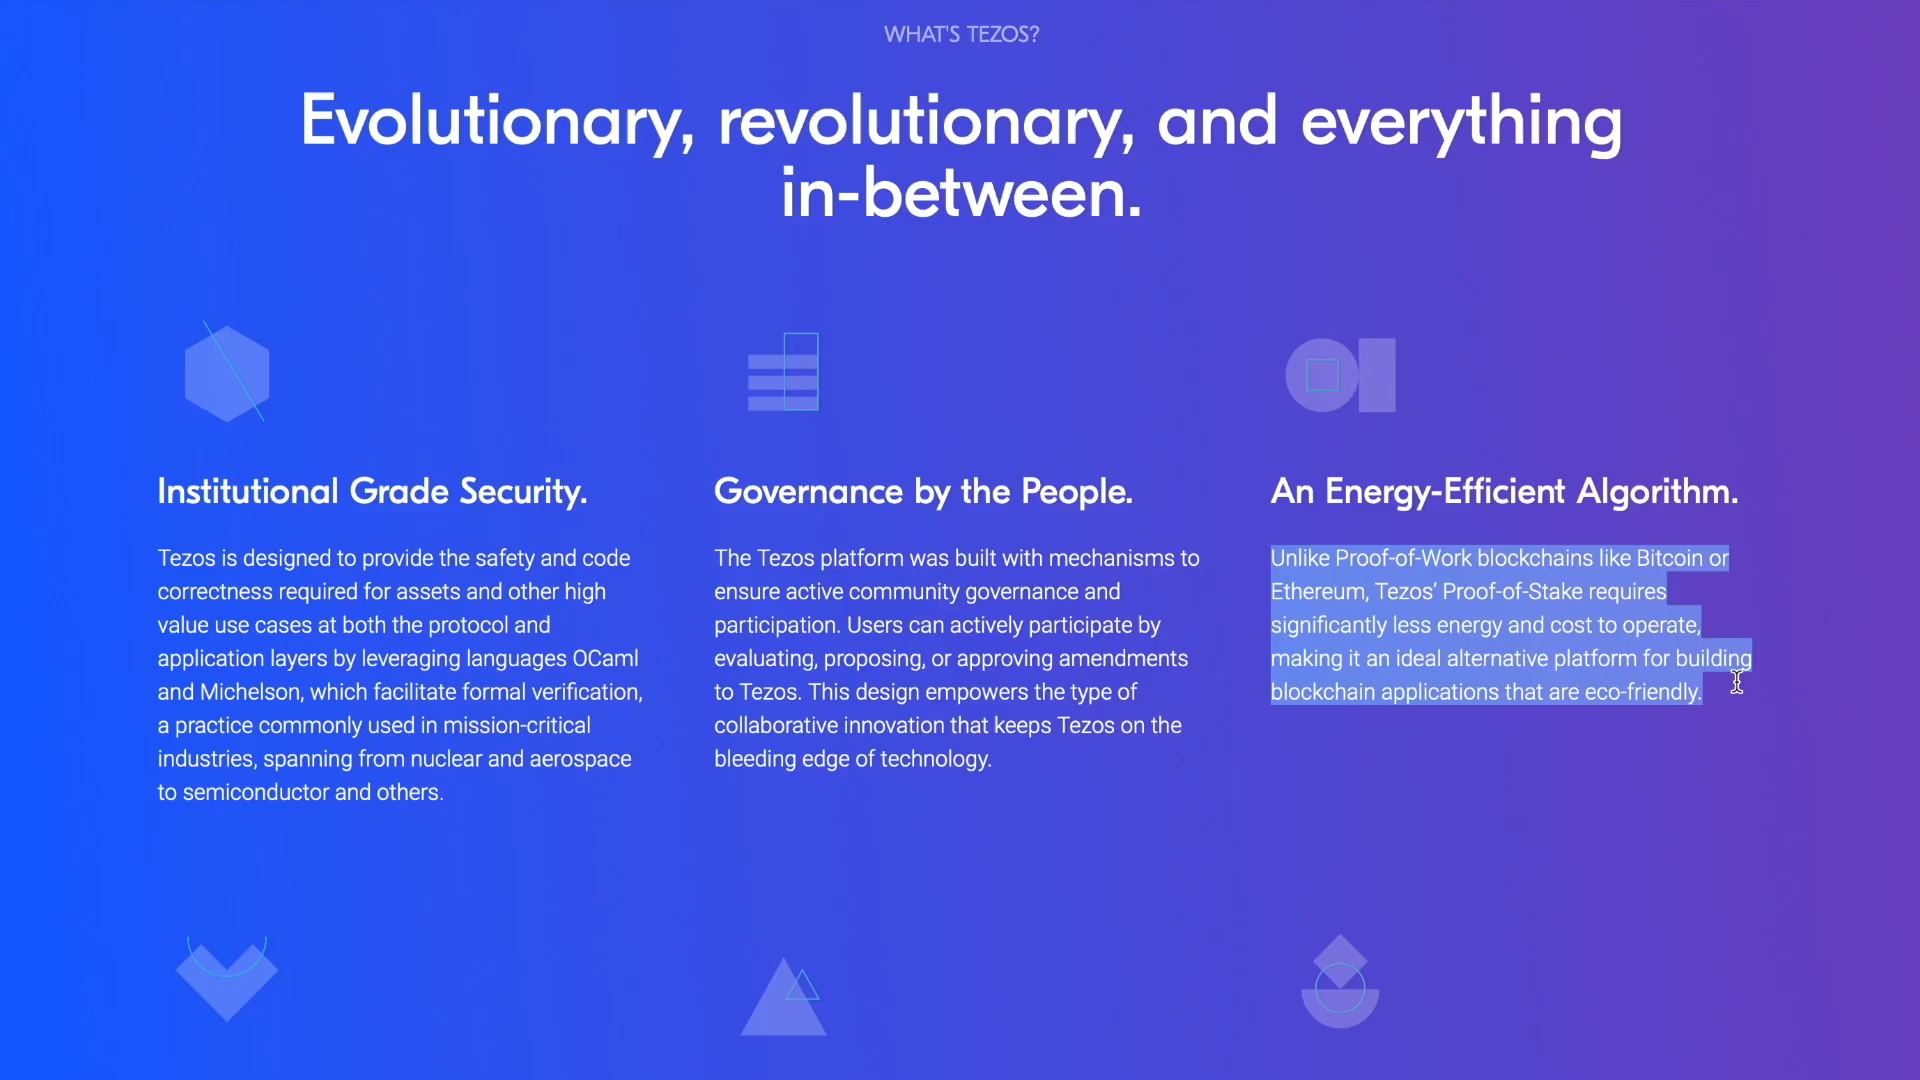 WHAT'S TEZOS?
Evolutionary, revolutionary, and everything
in-between.
Institutional Grade Security.
Tezos is designed to provide the safety and code
correctness required for assets and other high
value use cases at both the protocol and
application layers by leveraging languages OCaml
and Michelson, which facilitate formal verification,
a practice commonly used in mission-critical
industries, spanning from nuclear and aerospace
to semiconductor and others.
Governance by the People.
The Tezos platform was built with mechanisms to
ensure active community governance and
participation. Users can actively participate by
evaluating, proposing, or approving amendments
to Tezos. This design empowers the type of
collaborative innovation that keeps Tezos on the
bleeding edge of technology.
An Energy-Efficient Algorithm.
Unlike Proof-of-Work blockchains like Bitcoin or
Ethereum, Tezos’ Proof-of-Stake requires
significantly less energy and cost to operate,
making it an ideal alternative platform for building
blockchain applications that are eco-friendly.